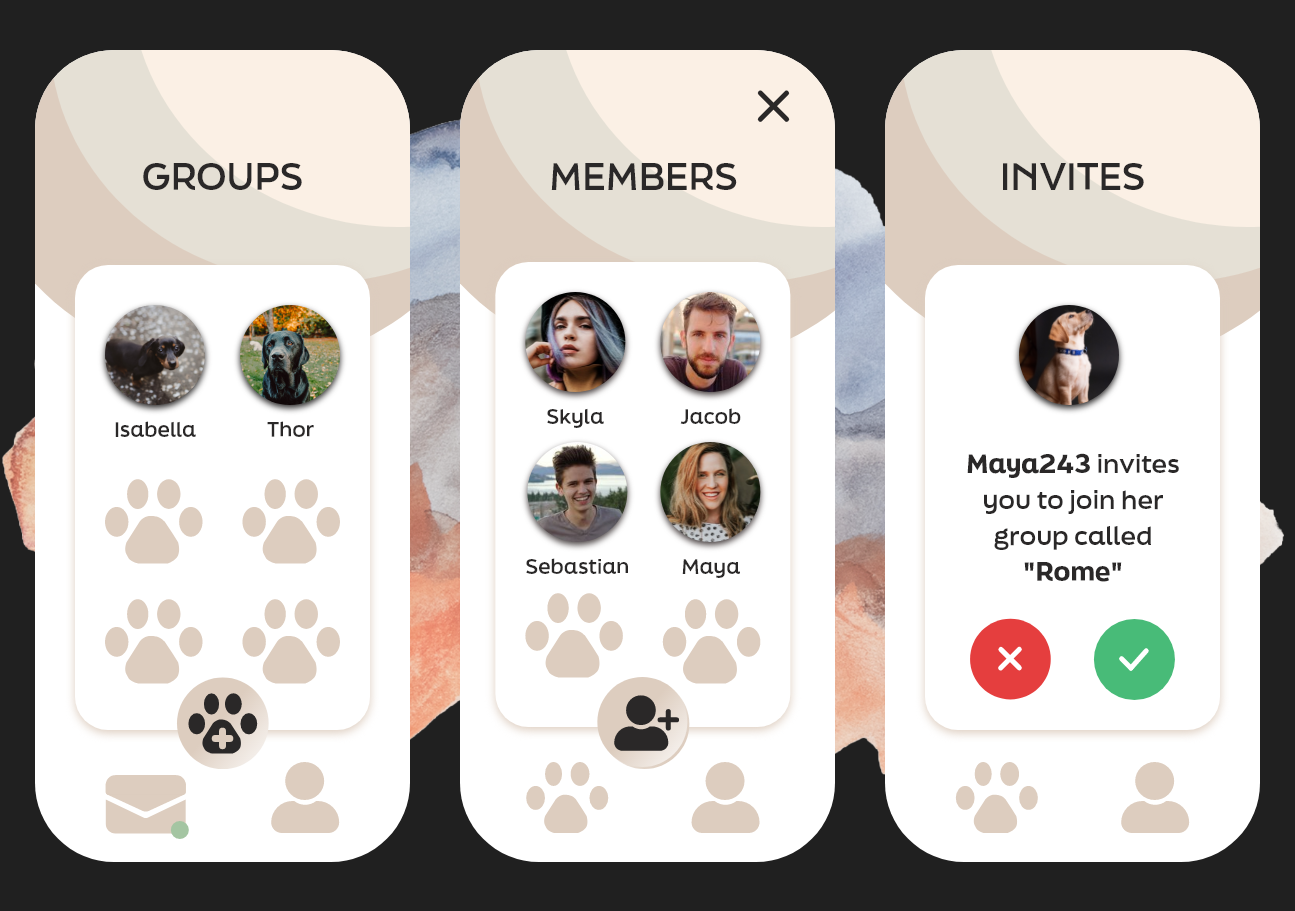 GROUPS
Isabella
Thor
MEMBERS
Skyla
Jacob
Sebastian
Maya
INVITES
Maya243 invites
you to join her
group called
"Rome"